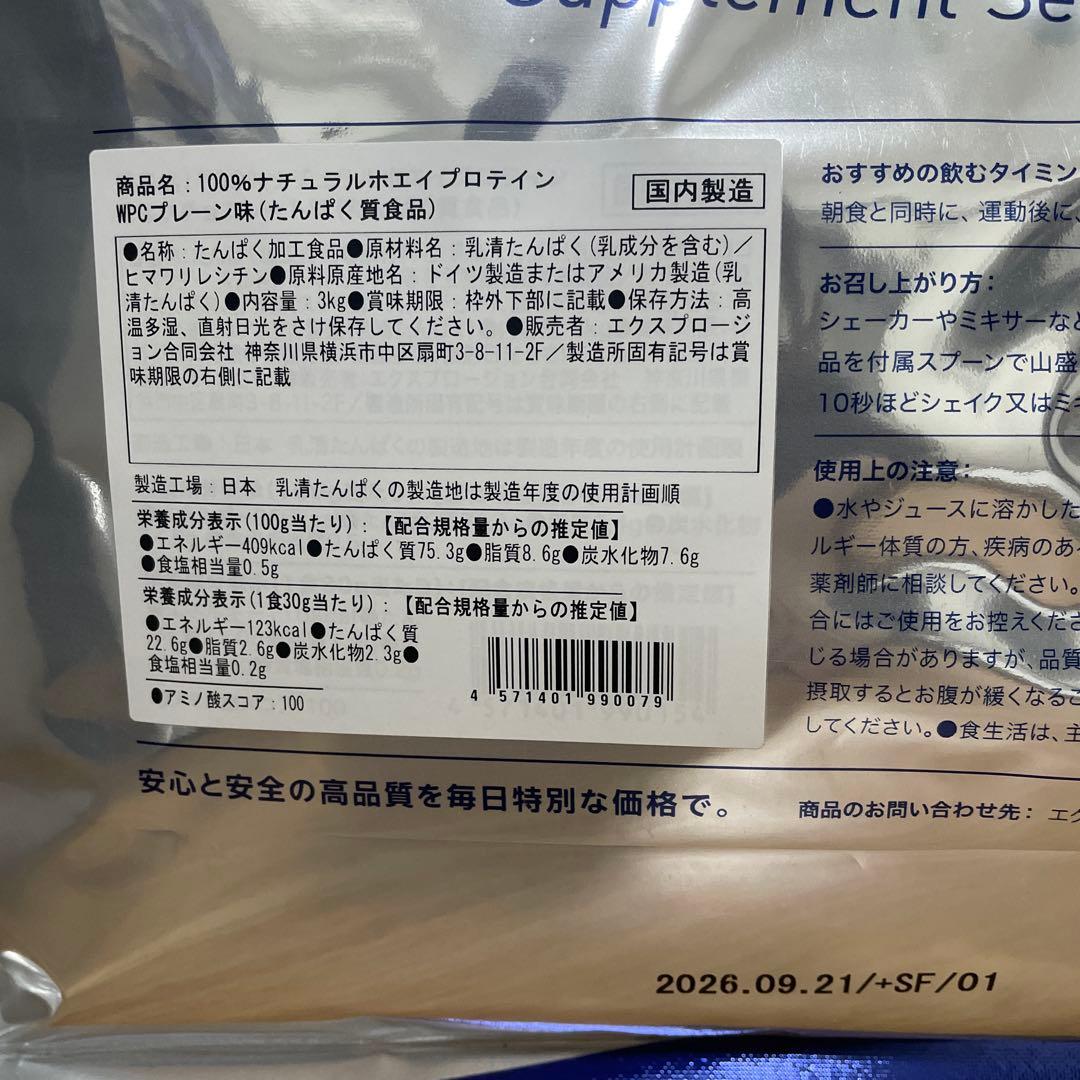 Supplement Se
商品名：100％ナチュラルホエイプロテイン
WPCプレーン味(たんぱく質食品)
国内製造
●名称：たんぱく加工食品●原材料名：乳清たんぱく(乳成分を含む)／
ヒマワリレシチン●原料原産地名：ドイツ製造またはアメリカ製造(乳
清たんぱく)●内容量：3kg●賞味期限：枠外下部に記載●保存方法：高
温多湿、直射日光をさけ保存してください。●販売者：エクスプロージ
ョン合同会社 神奈川県横浜市中区扇町3-8-11-2F／製造所固有記号は賞
味期限の右側に記載
製造工場：日本　乳清たんぱくの製造地は製造年度の使用計画順
栄養成分表示(100g当たり)：【配合規格量からの推定値】
●エネルギー409kcal●たんぱく質75.3g●脂質8.6g●炭水化物7.6g
●食塩相当量0.5g
栄養成分表示(1食30g当たり)：【配合規格量からの推定値】
●エネルギー123kcal●たんぱく質
22.6g●脂質2.6g●炭水化物2.3g●
食塩相当量0.2g
●アミノ酸スコア：100
4 571401 990079
おすすめの飲むタイミン
朝食と同時に、運動後に、
お召し上がり方：
シェーカーやミキサーなど
品を付属スプーンで山盛
10秒ほどシェイク又はミキ
使用上の注意：
●水やジュースに溶かした
ルギー体質の方、疾病のあ
薬剤師に相談してください。
合にはご使用をお控えくださ
じる場合がありますが、品質
摂取するとお腹が緩くなるこ
してください。●食生活は、主
安心と安全の高品質を毎日特別な価格で。
商品のお問い合わせ先：エク
2026.09.21/+SF/01